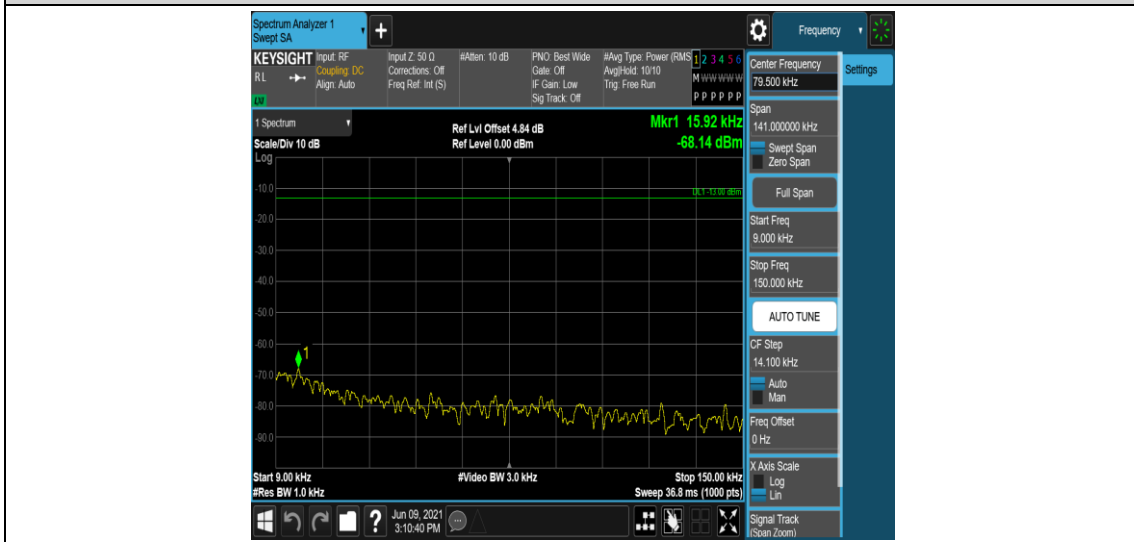 Spectrum Analyzer 1
Swept SA
+
Frequency
KEYSIGHT
RL
LXI
Input: RF
Coupling: DC
Align: Auto
Input Z: 50 Ω
Corrections: Off
Freq Ref: Int (S)
#Atten: 10 dB
PNO: Best Wide
Gate: Off
IF Gain: Low
Sig Track: Off
#Avg Type: Power (RMS
Avg|Hold: 10/10
Trig: Free Run
1 2 3 4 5 6
M W W W W W
P P P P P P
Center Frequency
79.500 kHz
Settings
Span
141.000000 kHz
Swept Span
Zero Span
Full Span
Start Freq
9.000 kHz
Stop Freq
150.000 kHz
AUTO TUNE
CF Step
14.100 kHz
Auto
Man
Freq Offset
0 Hz
X Axis Scale
Log
Lin
Signal Track
(Span Zoom)
1 Spectrum
Scale/Div 10 dB
Log
Ref Lvl Offset 4.84 dB
Ref Level 0.00 dBm
Mkr1 15.92 kHz
-68.14 dBm
DL1 -13.00 dBm
-10.0
-20.0
-30.0
-40.0
-50.0
-60.0
-70.0
-80.0
-90.0
1
Start 9.00 kHz
#Res BW 1.0 kHz
#Video BW 3.0 kHz
Stop 150.00 kHz
Sweep 36.8 ms (1000 pts)
?
Jun 09, 2021
3:10:40 PM